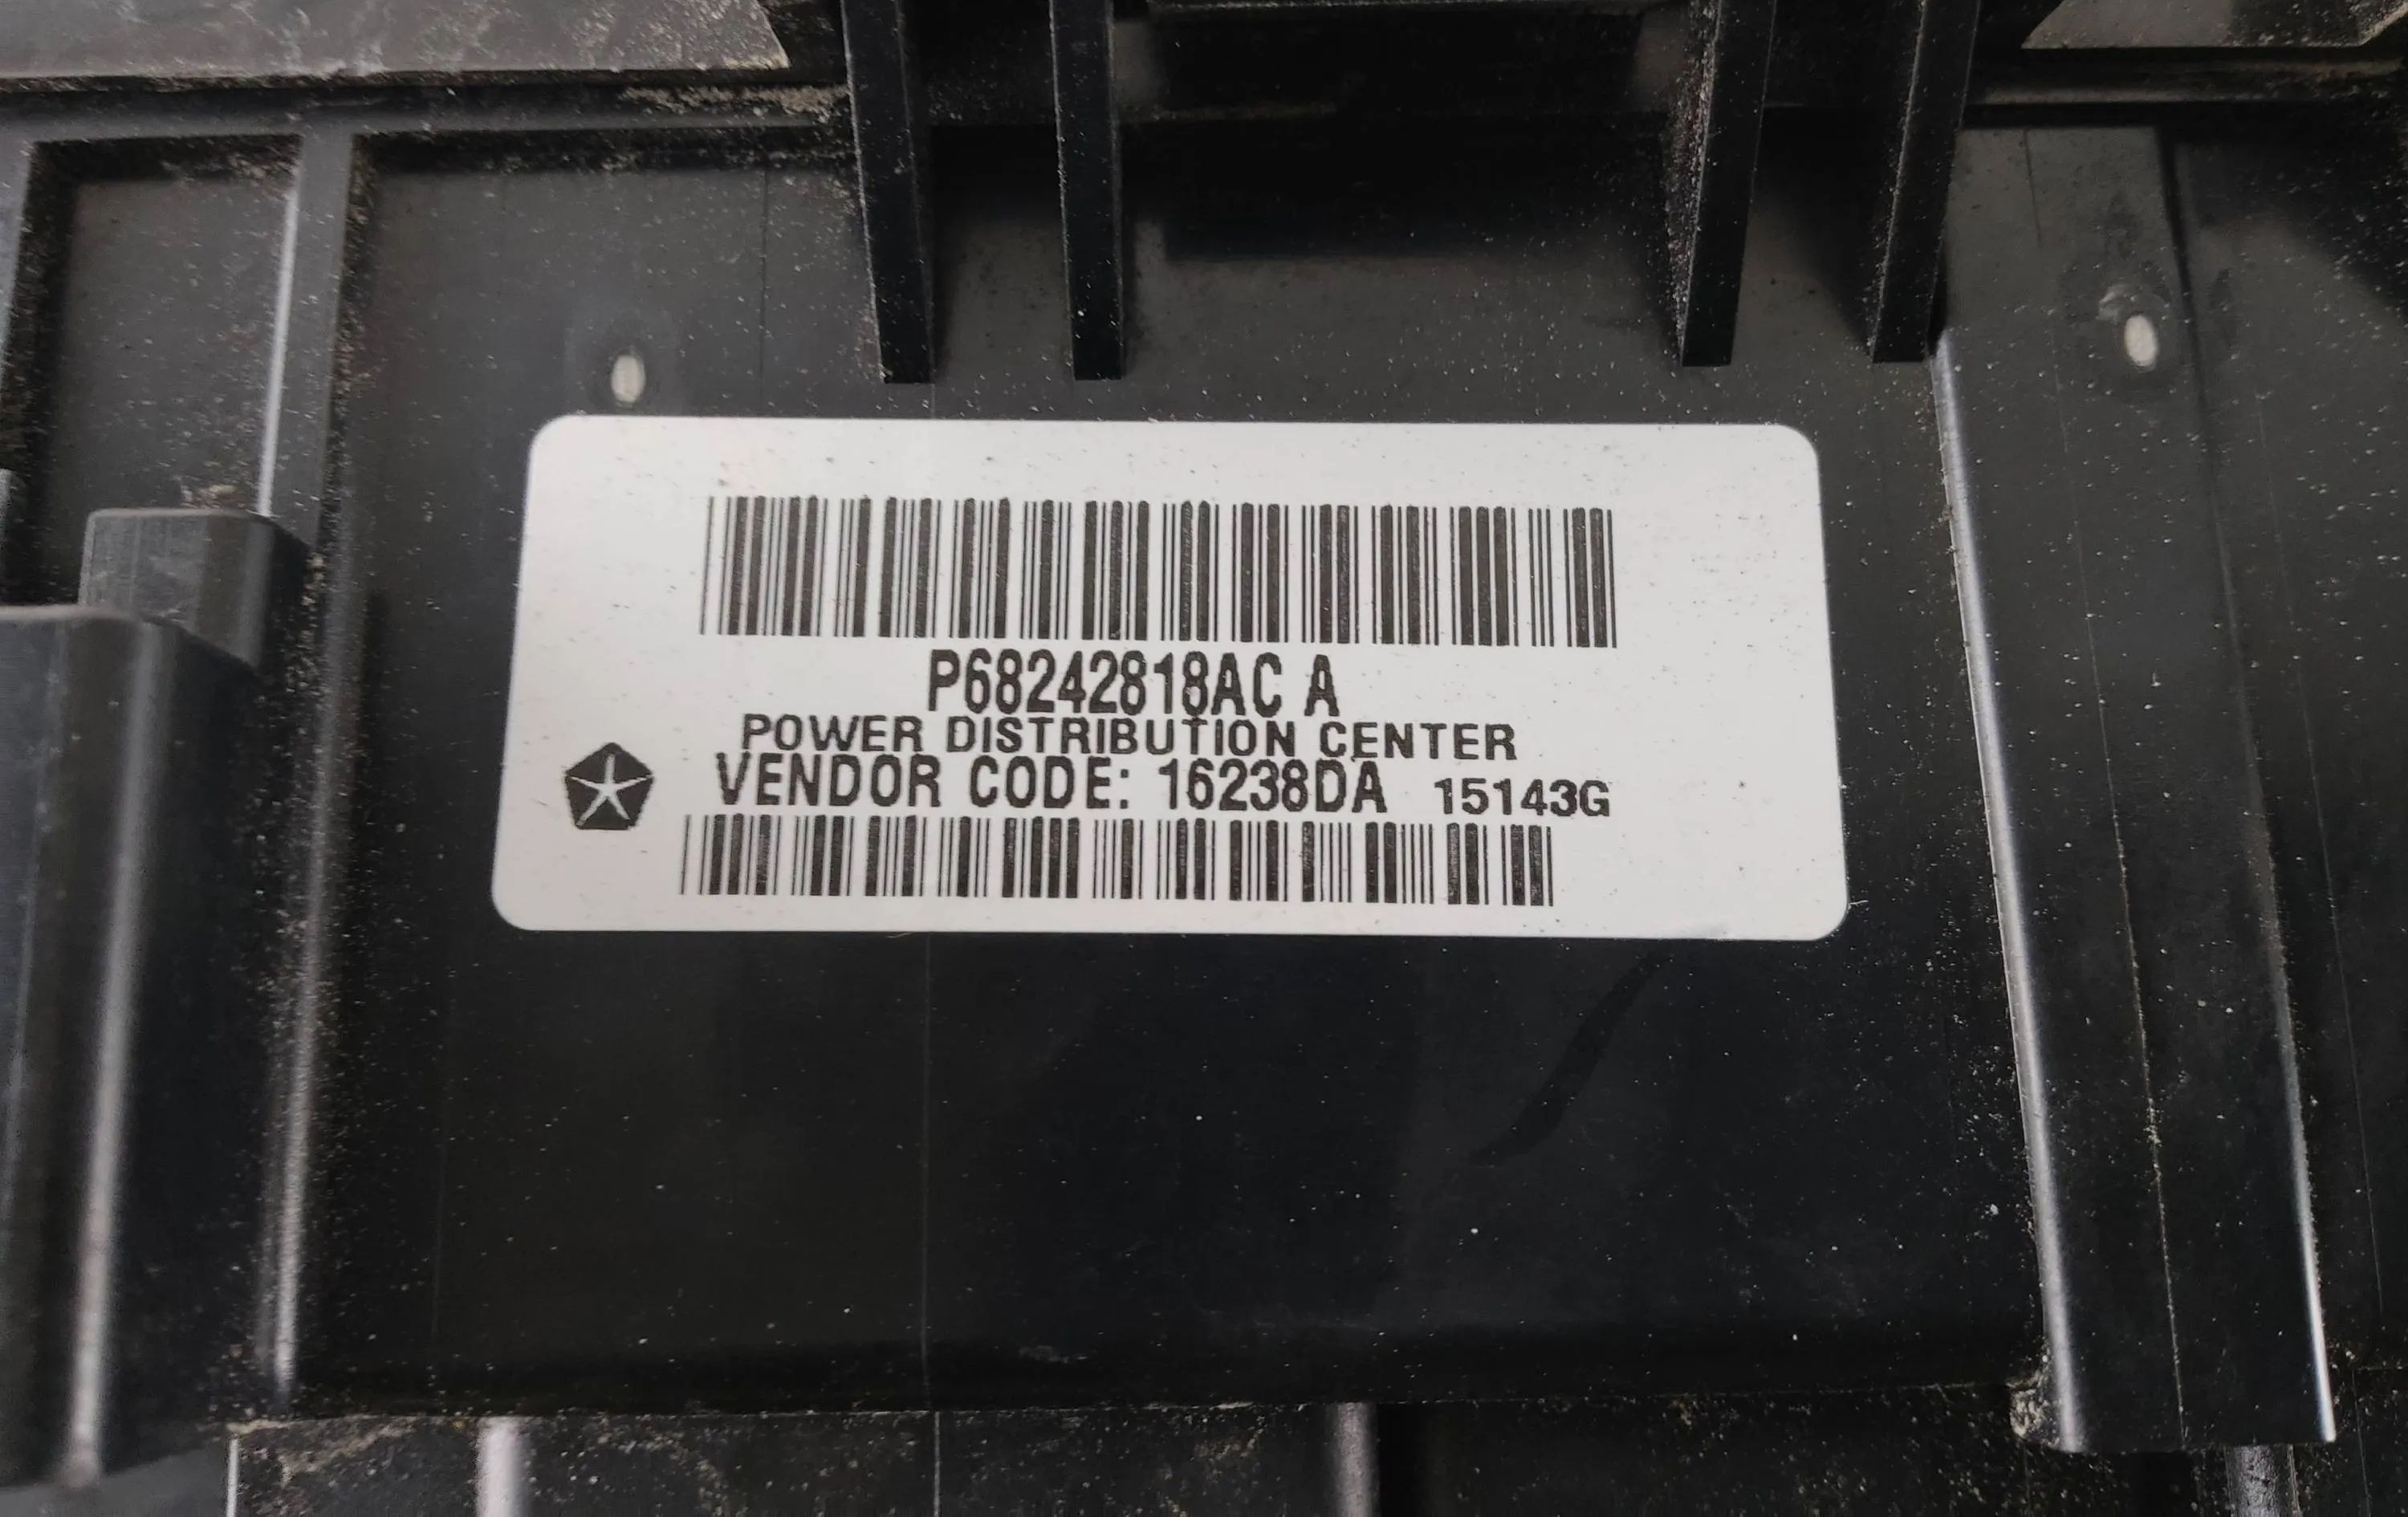 P68242818AC A
POWER DISTRIBUTION CENTER
VENDOR CODE: 16238DA 15143G